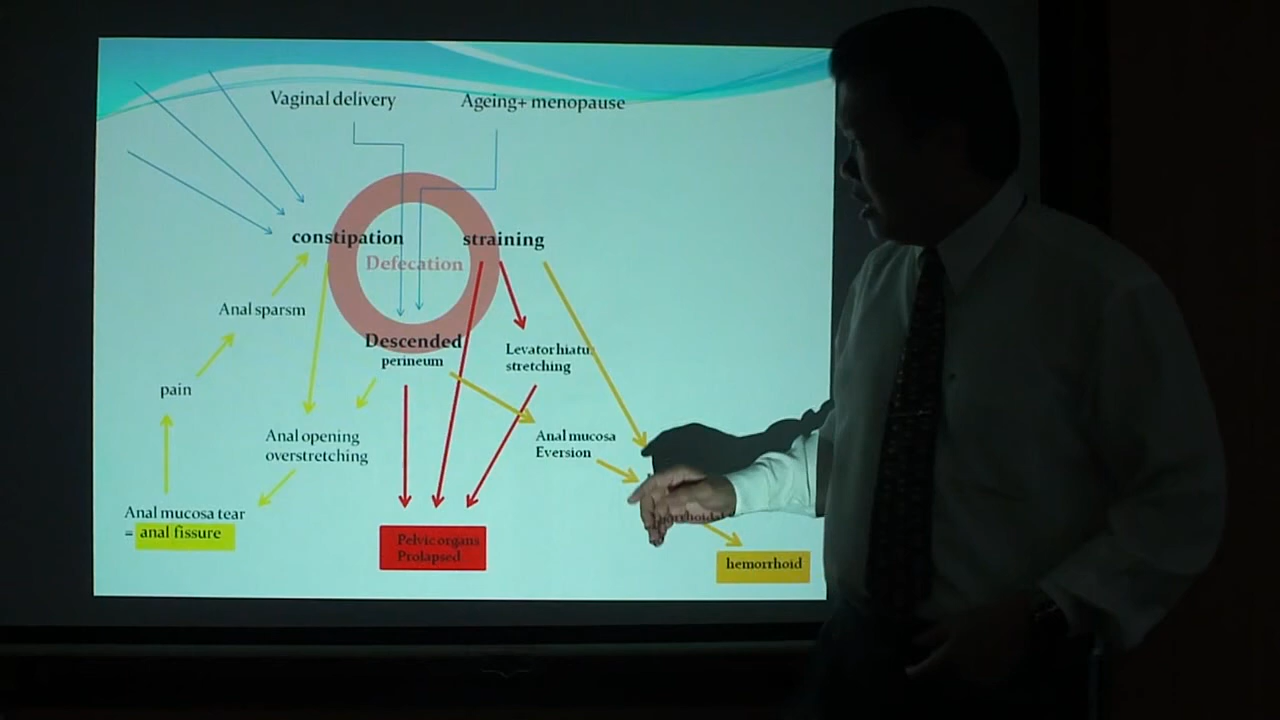 Vaginal delivery
Ageing+ menopause
constipation
straining
Defecation
Anal sparsm
Descended
perineum
Levator hiatus
stretching
pain
Anal opening
overstretching
Anal mucosa
Eversion
Anal mucosa tear
= anal fissure
Pelvic organs
Prolapsed
hemorrhoid